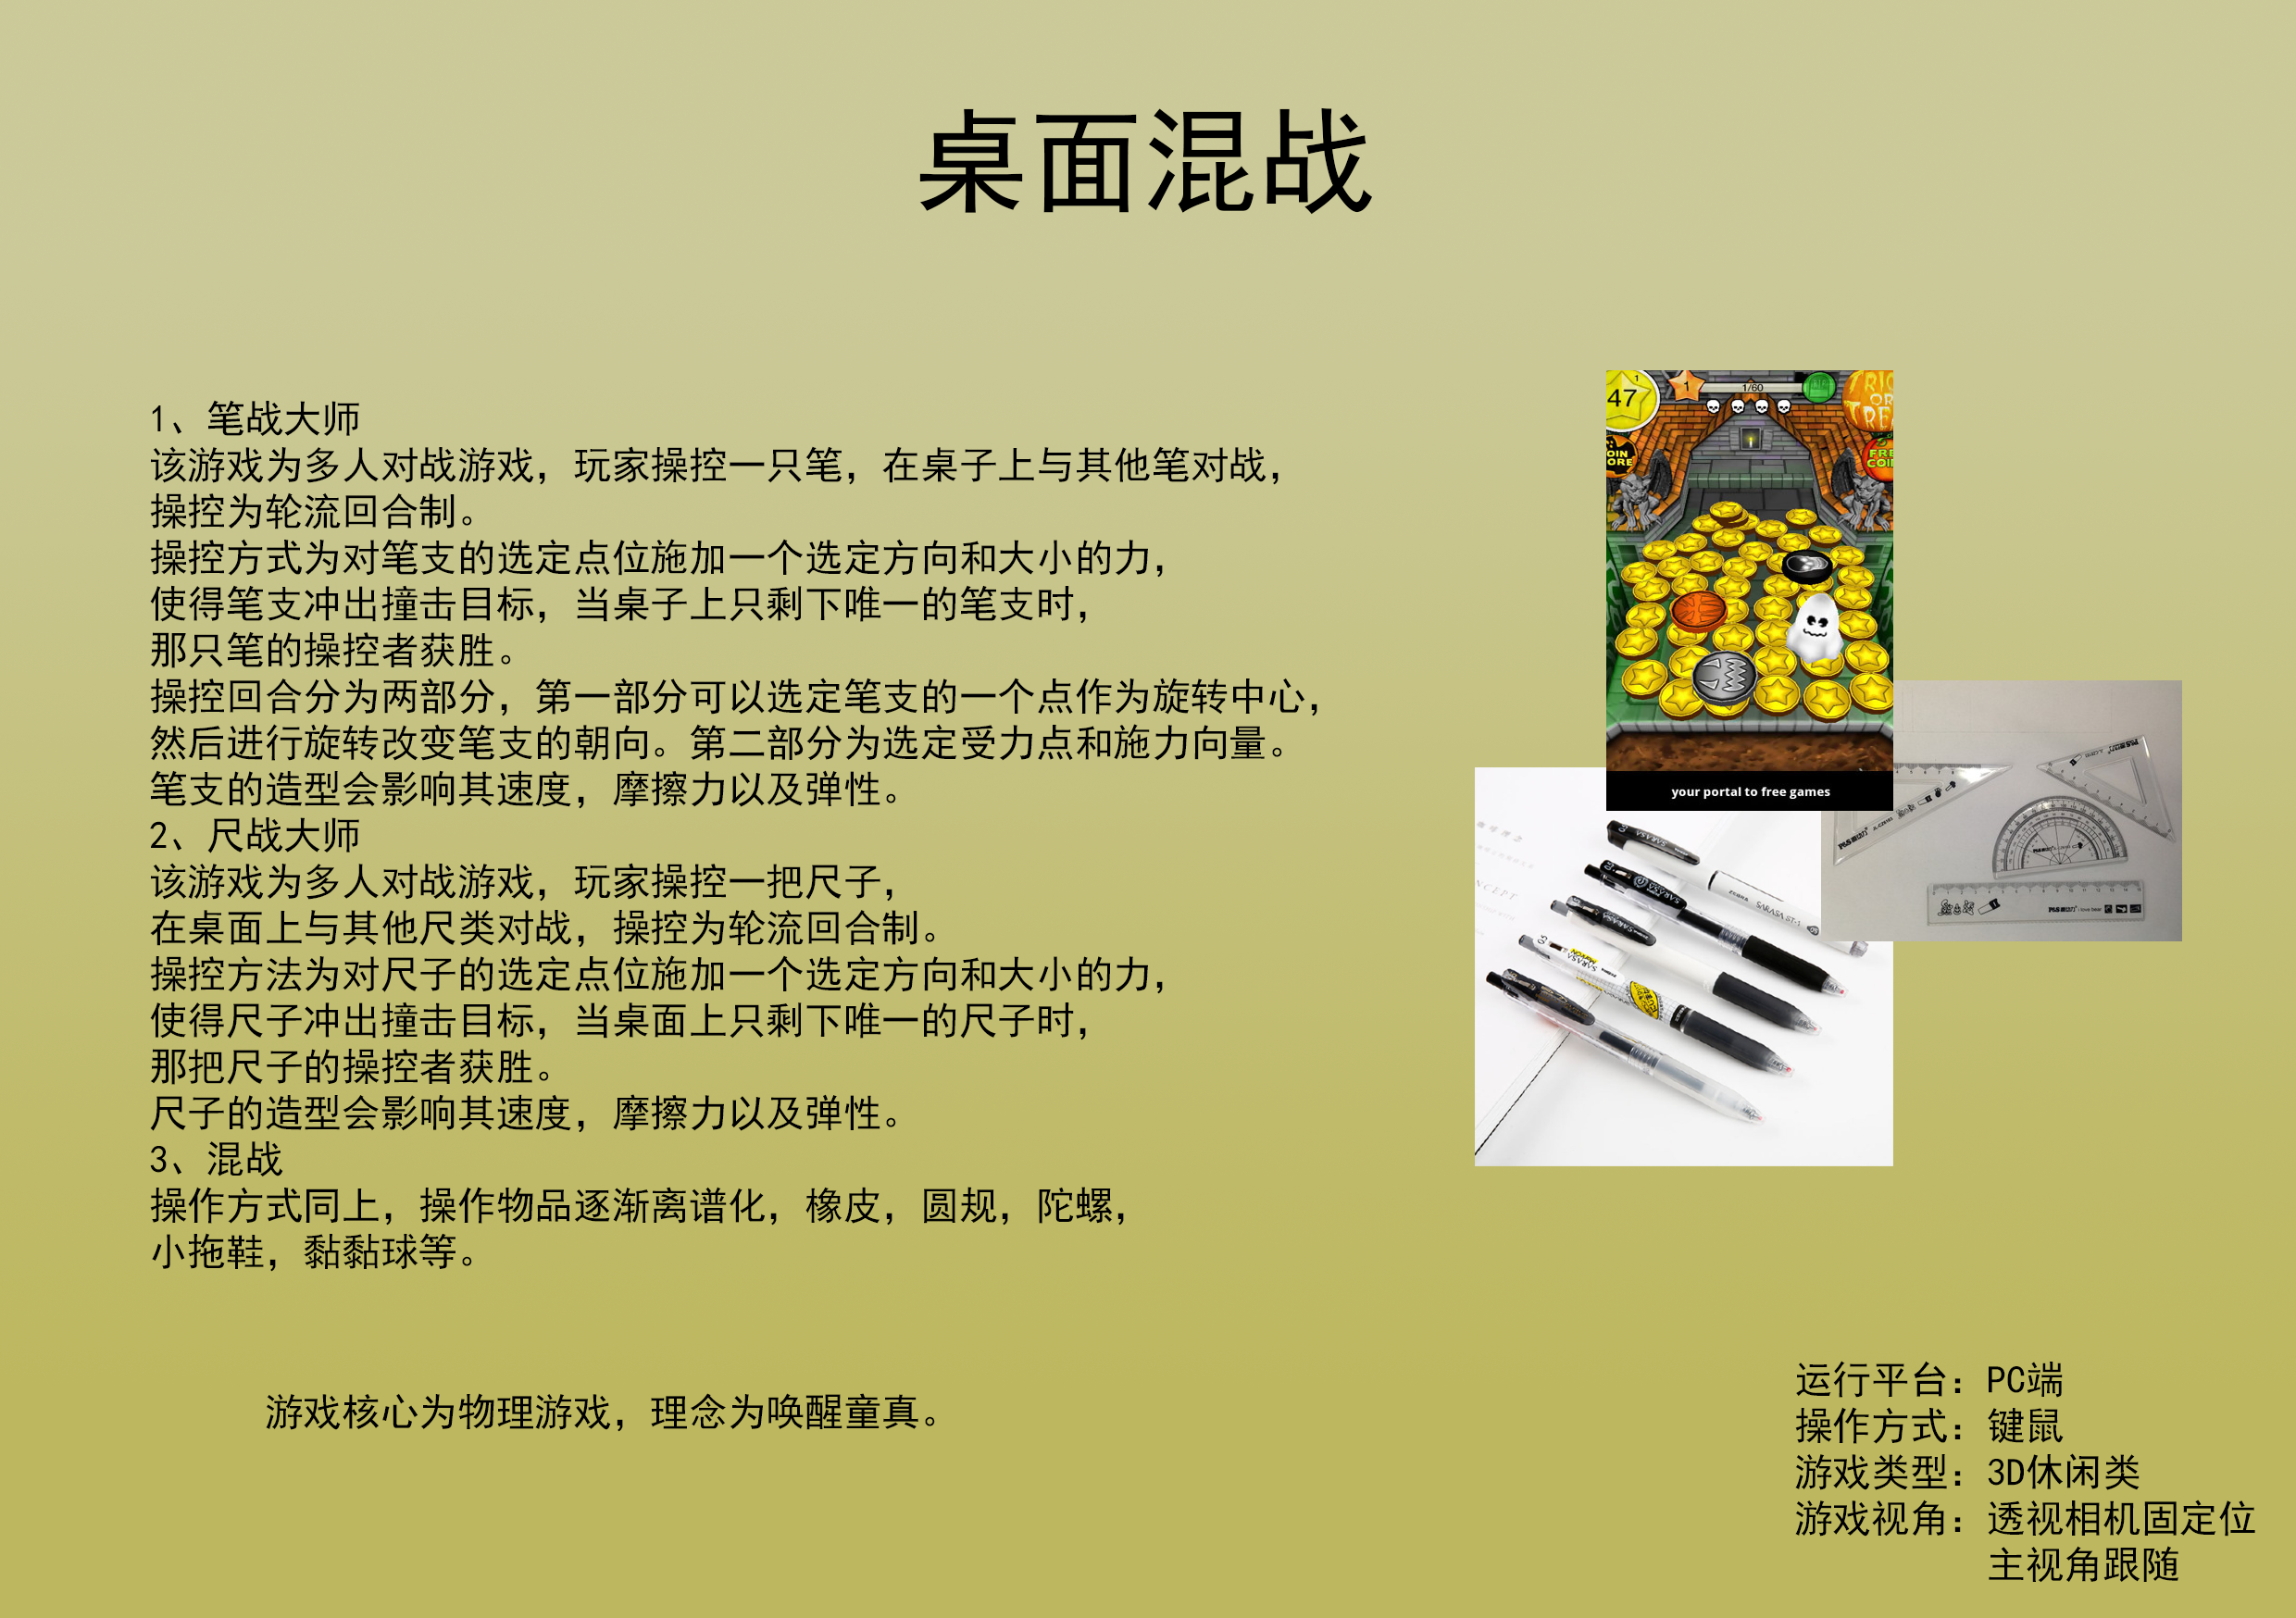 桌面混战
1、笔战大师
该游戏为多人对战游戏，玩家操控一只笔，在桌子上与其他笔对战，
操控为轮流回合制。
操控方式为对笔支的选定点位施加一个选定方向和大小的力，
使得笔支冲出撞击目标，当桌子上只剩下唯一的笔支时，
那只笔的操控者获胜。
操控回合分为两部分，第一部分可以选定笔支的一个点作为旋转中心，
然后进行旋转改变笔支的朝向。第二部分为选定受力点和施力向量。
笔支的造型会影响其速度，摩擦力以及弹性。
2、尺战大师
该游戏为多人对战游戏，玩家操控一把尺子，
在桌面上与其他尺类对战，操控为轮流回合制。
操控方法为对尺子的选定点位施加一个选定方向和大小的力，
使得尺子冲出撞击目标，当桌面上只剩下唯一的尺子时，
那把尺子的操控者获胜。
尺子的造型会影响其速度，摩擦力以及弹性。
3、混战
操作方式同上，操作物品逐渐离谱化，橡皮，圆规，陀螺，
小拖鞋，黏黏球等。
游戏核心为物理游戏，理念为唤醒童真。
47
1
1
1/60
your portal to free games
SARASA
ZEBRA
SARASA
运行平台：PC端
操作方式：键鼠
游戏类型：3D休闲类
游戏视角：透视相机固定位
主视角跟随